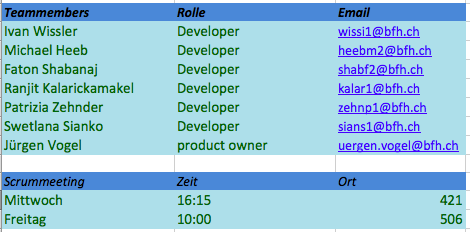 Teammembers Rolle Email
Ivan Wissler Developer wissi1@bfh.ch
Michael Heeb Developer heebm2@bfh.ch
Faton Shabanaj Developer shabf2@bfh.ch
Ranjit Kalarickamakel Developer kalar1@bfh.ch
Patrizia Zehnder Developer zehnp1@bfh.ch
Swetlana Sianko Developer sians1@bfh.ch
Jürgen Vogel product owner uergen.vogel@bfh.ch
Scrummeeting Zeit Ort
Mittwoch 16:15 421
Freitag 10:00 506